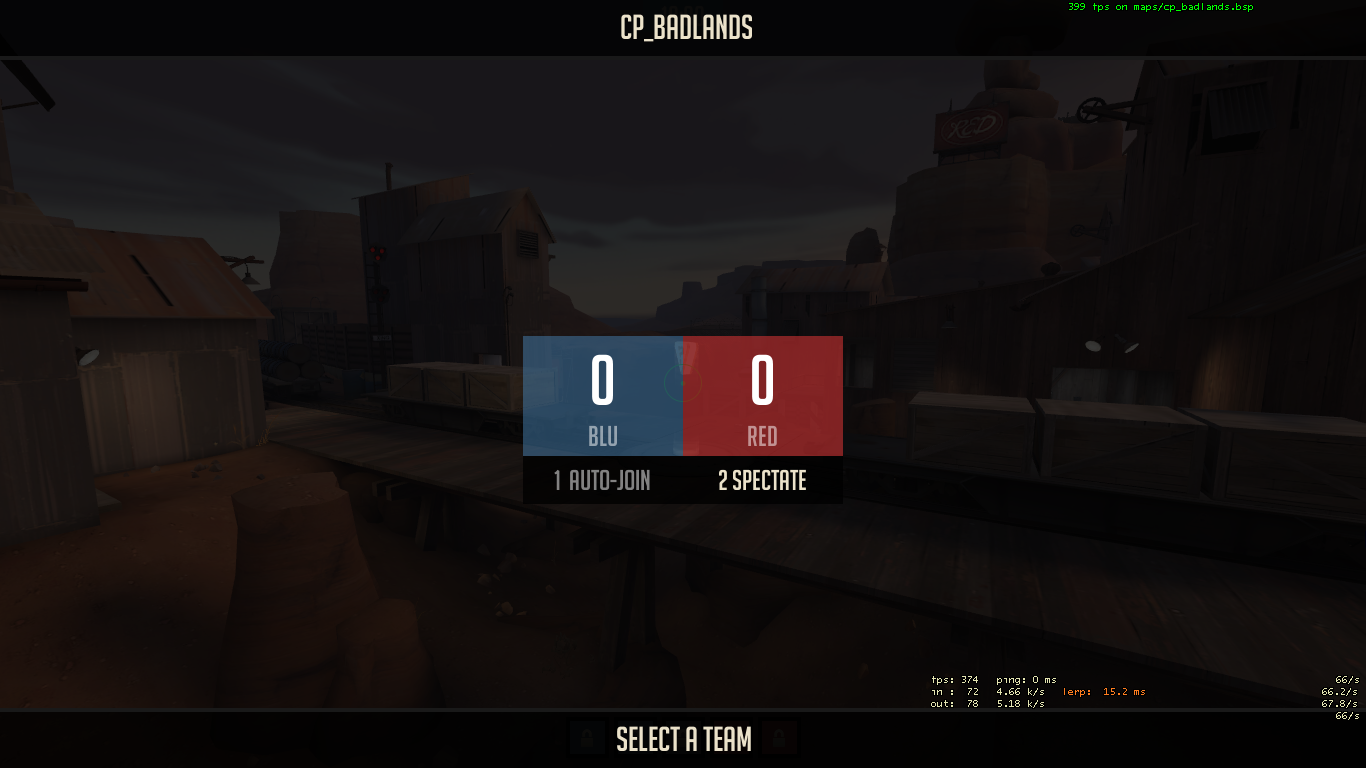 CP_BADLANDS
399 fps on maps/cp_badlands.bsp
RED
0 0
BLU RED
1 AUTO-JOIN 2 SPECTATE
fps: 374 ping: 0 ms 66/s
in : 72 4.66 k/s lerp: 15.2 ms 66.2/s
out: 78 5.18 k/s 67.8/s
66/s
SELECT A TEAM